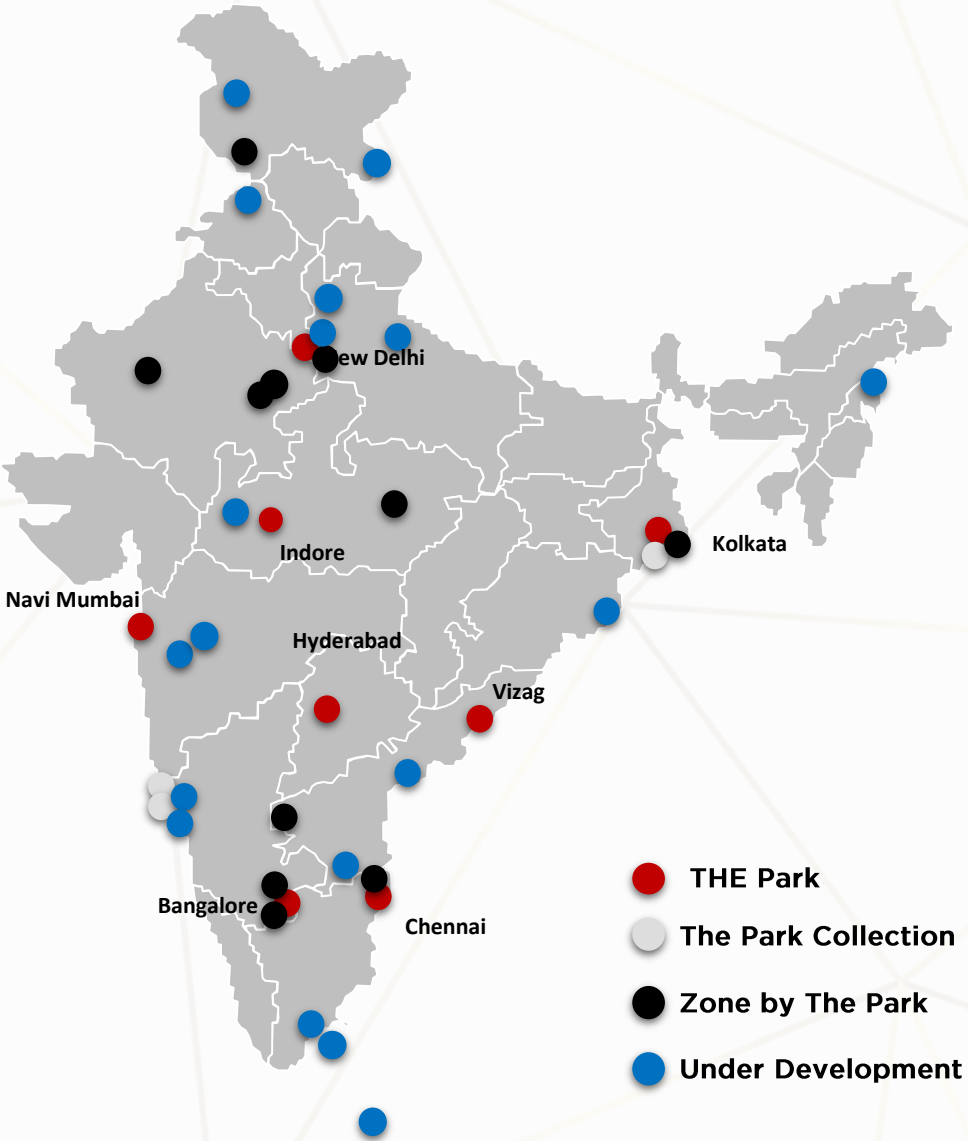 ew Delhi
Indore
Kolkata
Navi Mumbai
Hyderabad
Vizag
Bangalore
Chennai
THE Park
The Park Collection
Zone by The Park
Under Development